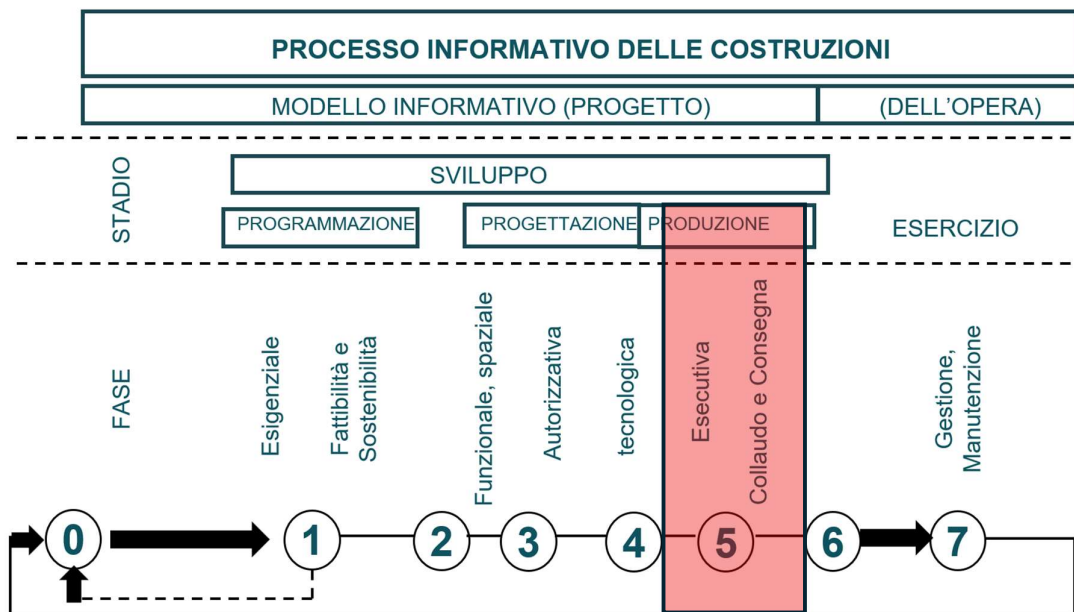 PROCESSO INFORMATIVO DELLE COSTRUZIONI
MODELLO INFORMATIVO (PROGETTO)
(DELL'OPERA)
STADIO
SVILUPPO
PROGRAMMAZIONE
PROGETTAZIONE
PRODUZIONE
ESERCIZIO
FASE
Esigenziale
Fattibilità e
Sostenibilità
Funzionale, spaziale
Autorizzativa
tecnologica
Esecutiva
Collaudo e Consegna
Gestione,
Manutenzione
0
1
2
3
4
5
6
7